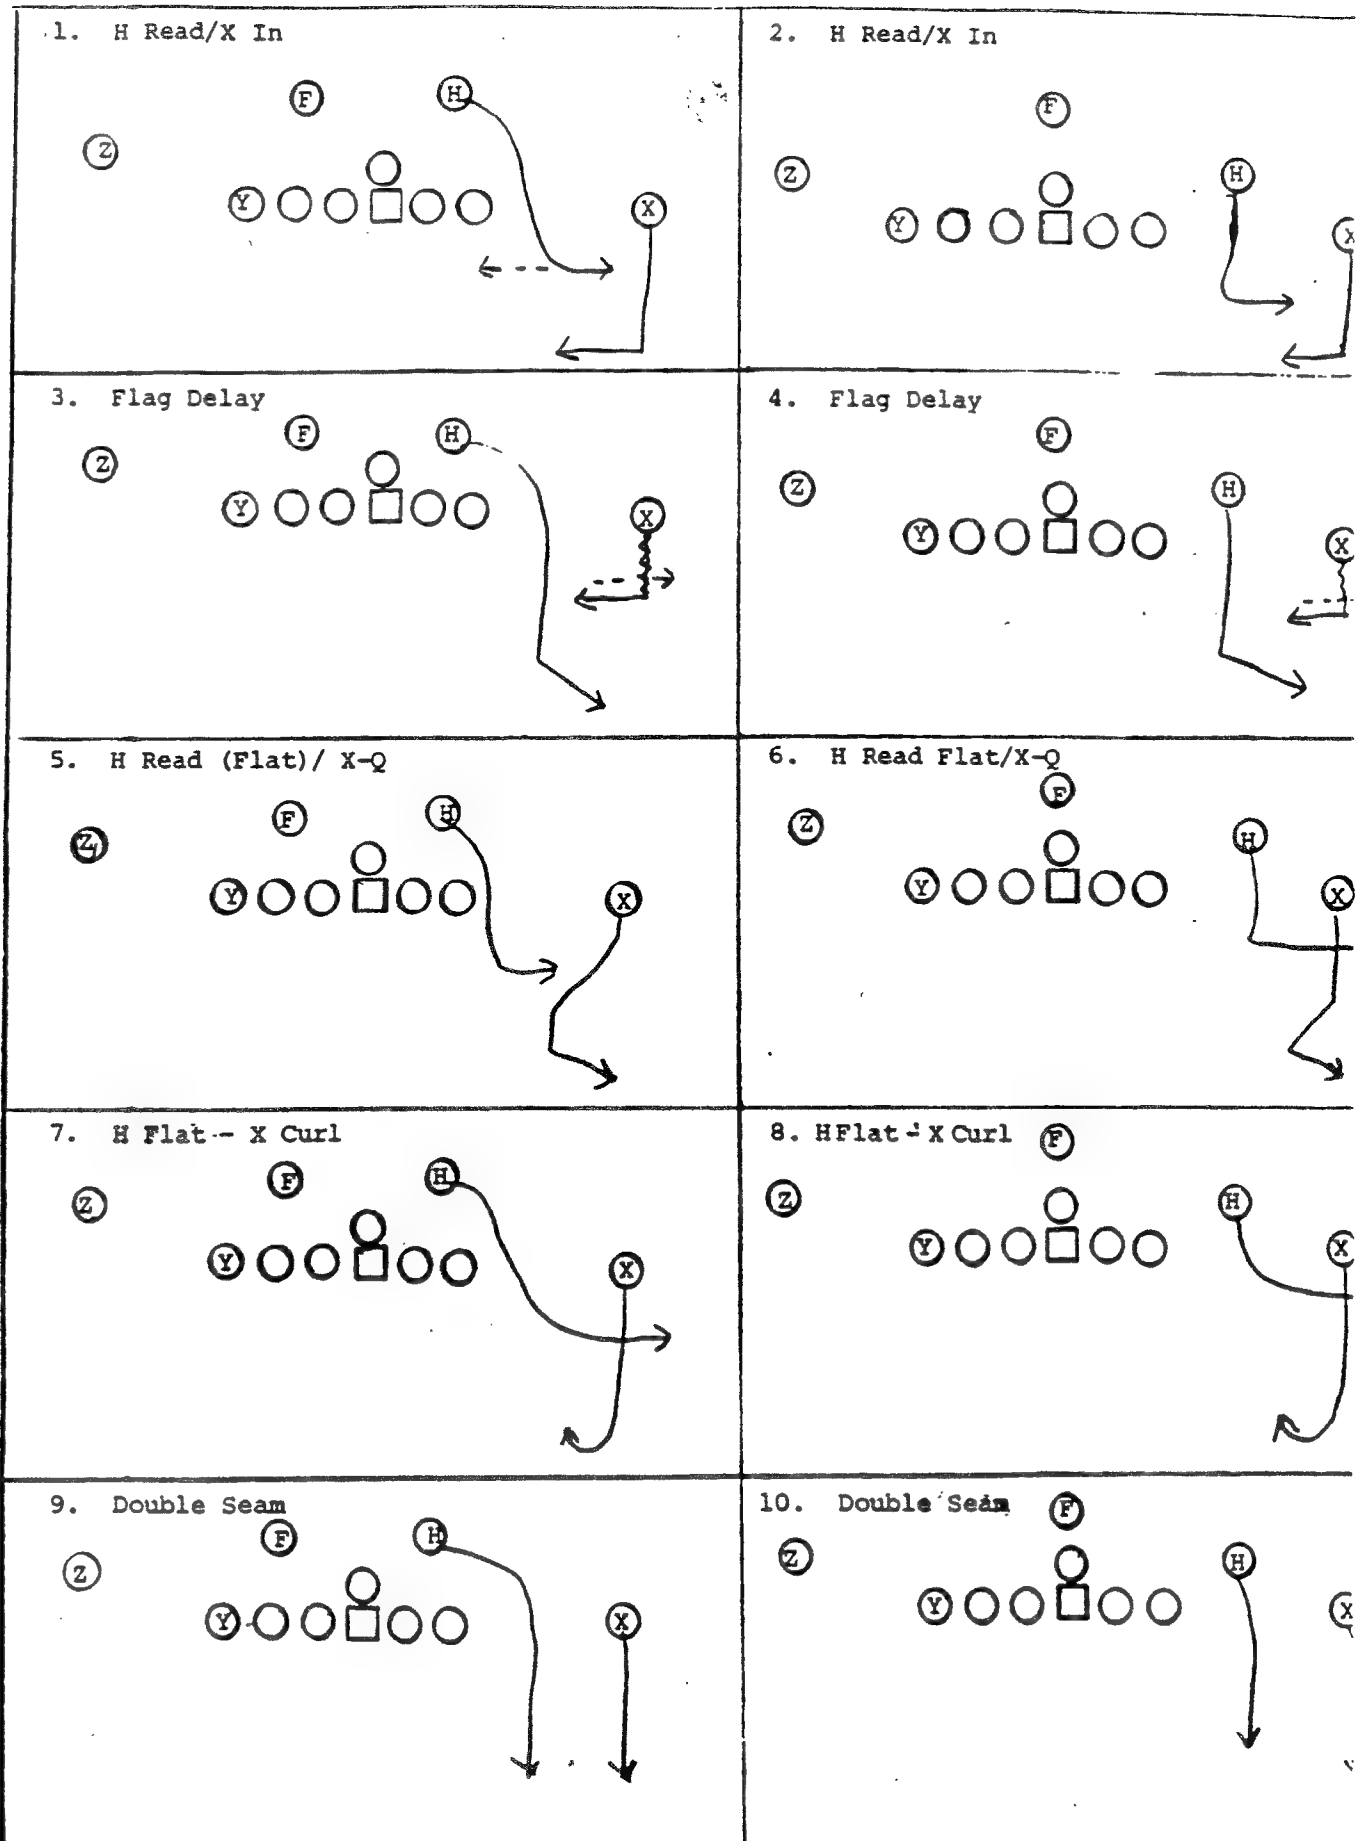 1. H Read/X In
F
H
Z
Y
X
2. H Read/X In
F
Z
H
Y
X
3. Flag Delay
F
H
Z
Y
X
4. Flag Delay
F
Z
H
Y
X
5. H Read (Flat)/ X-Q
F
H
Z
Y
X
6. H Read Flat/X-Q
F
Z
H
Y
X
7. H Flat - X Curl
F
H
Z
Y
X
8. H Flat - X Curl
F
Z
H
Y
X
9. Double Seam
F
H
Z
Y
X
10. Double Seam
F
Z
H
Y
X